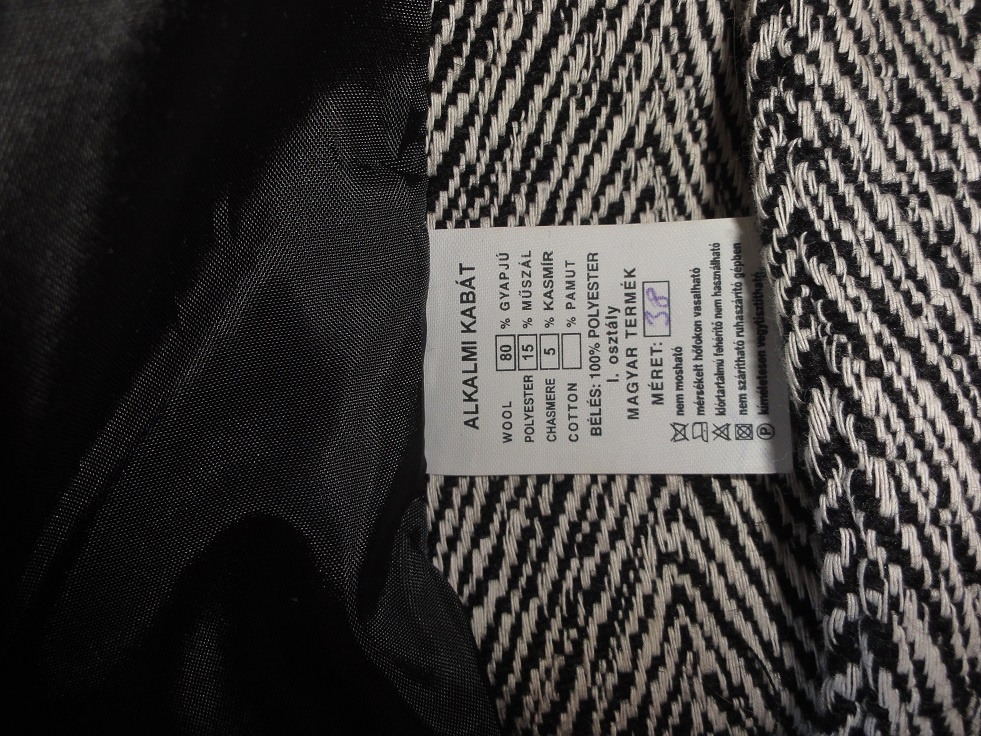 ALKALMI KABÁT
WOOL 80 % GYAPJÚ
POLYESTER 15 % MŰSZÁL
CHASMERE 5 % KASMÍR
COTTON % PAMUT
BÉLÉS: 100% POLYESTER
I. osztály
MAGYAR TERMÉK
MÉRET: 38
nem mosható
mérsékelt hőfokon vasalható
klórtartalmú fehérítő nem használható
nem szárítható ruhaszárító gépben
P kíméletesen vegytisztítható